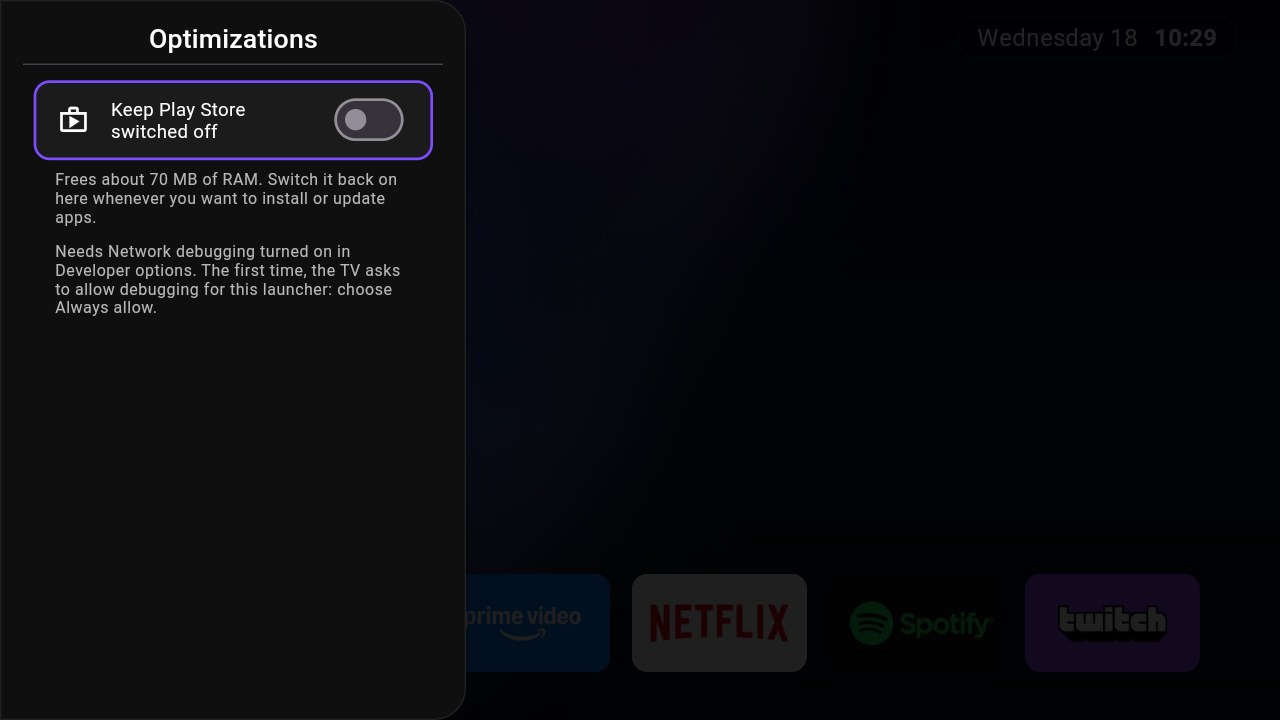 Optimizations
Wednesday 18 10:29
Keep Play Store
switched off
Frees about 70 MB of RAM. Switch it back on
here whenever you want to install or update
apps.
Needs Network debugging turned on in
Developer options. The first time, the TV asks
to allow debugging for this launcher: choose
Always allow.
prime video
NETFLIX
Spotify
twitch